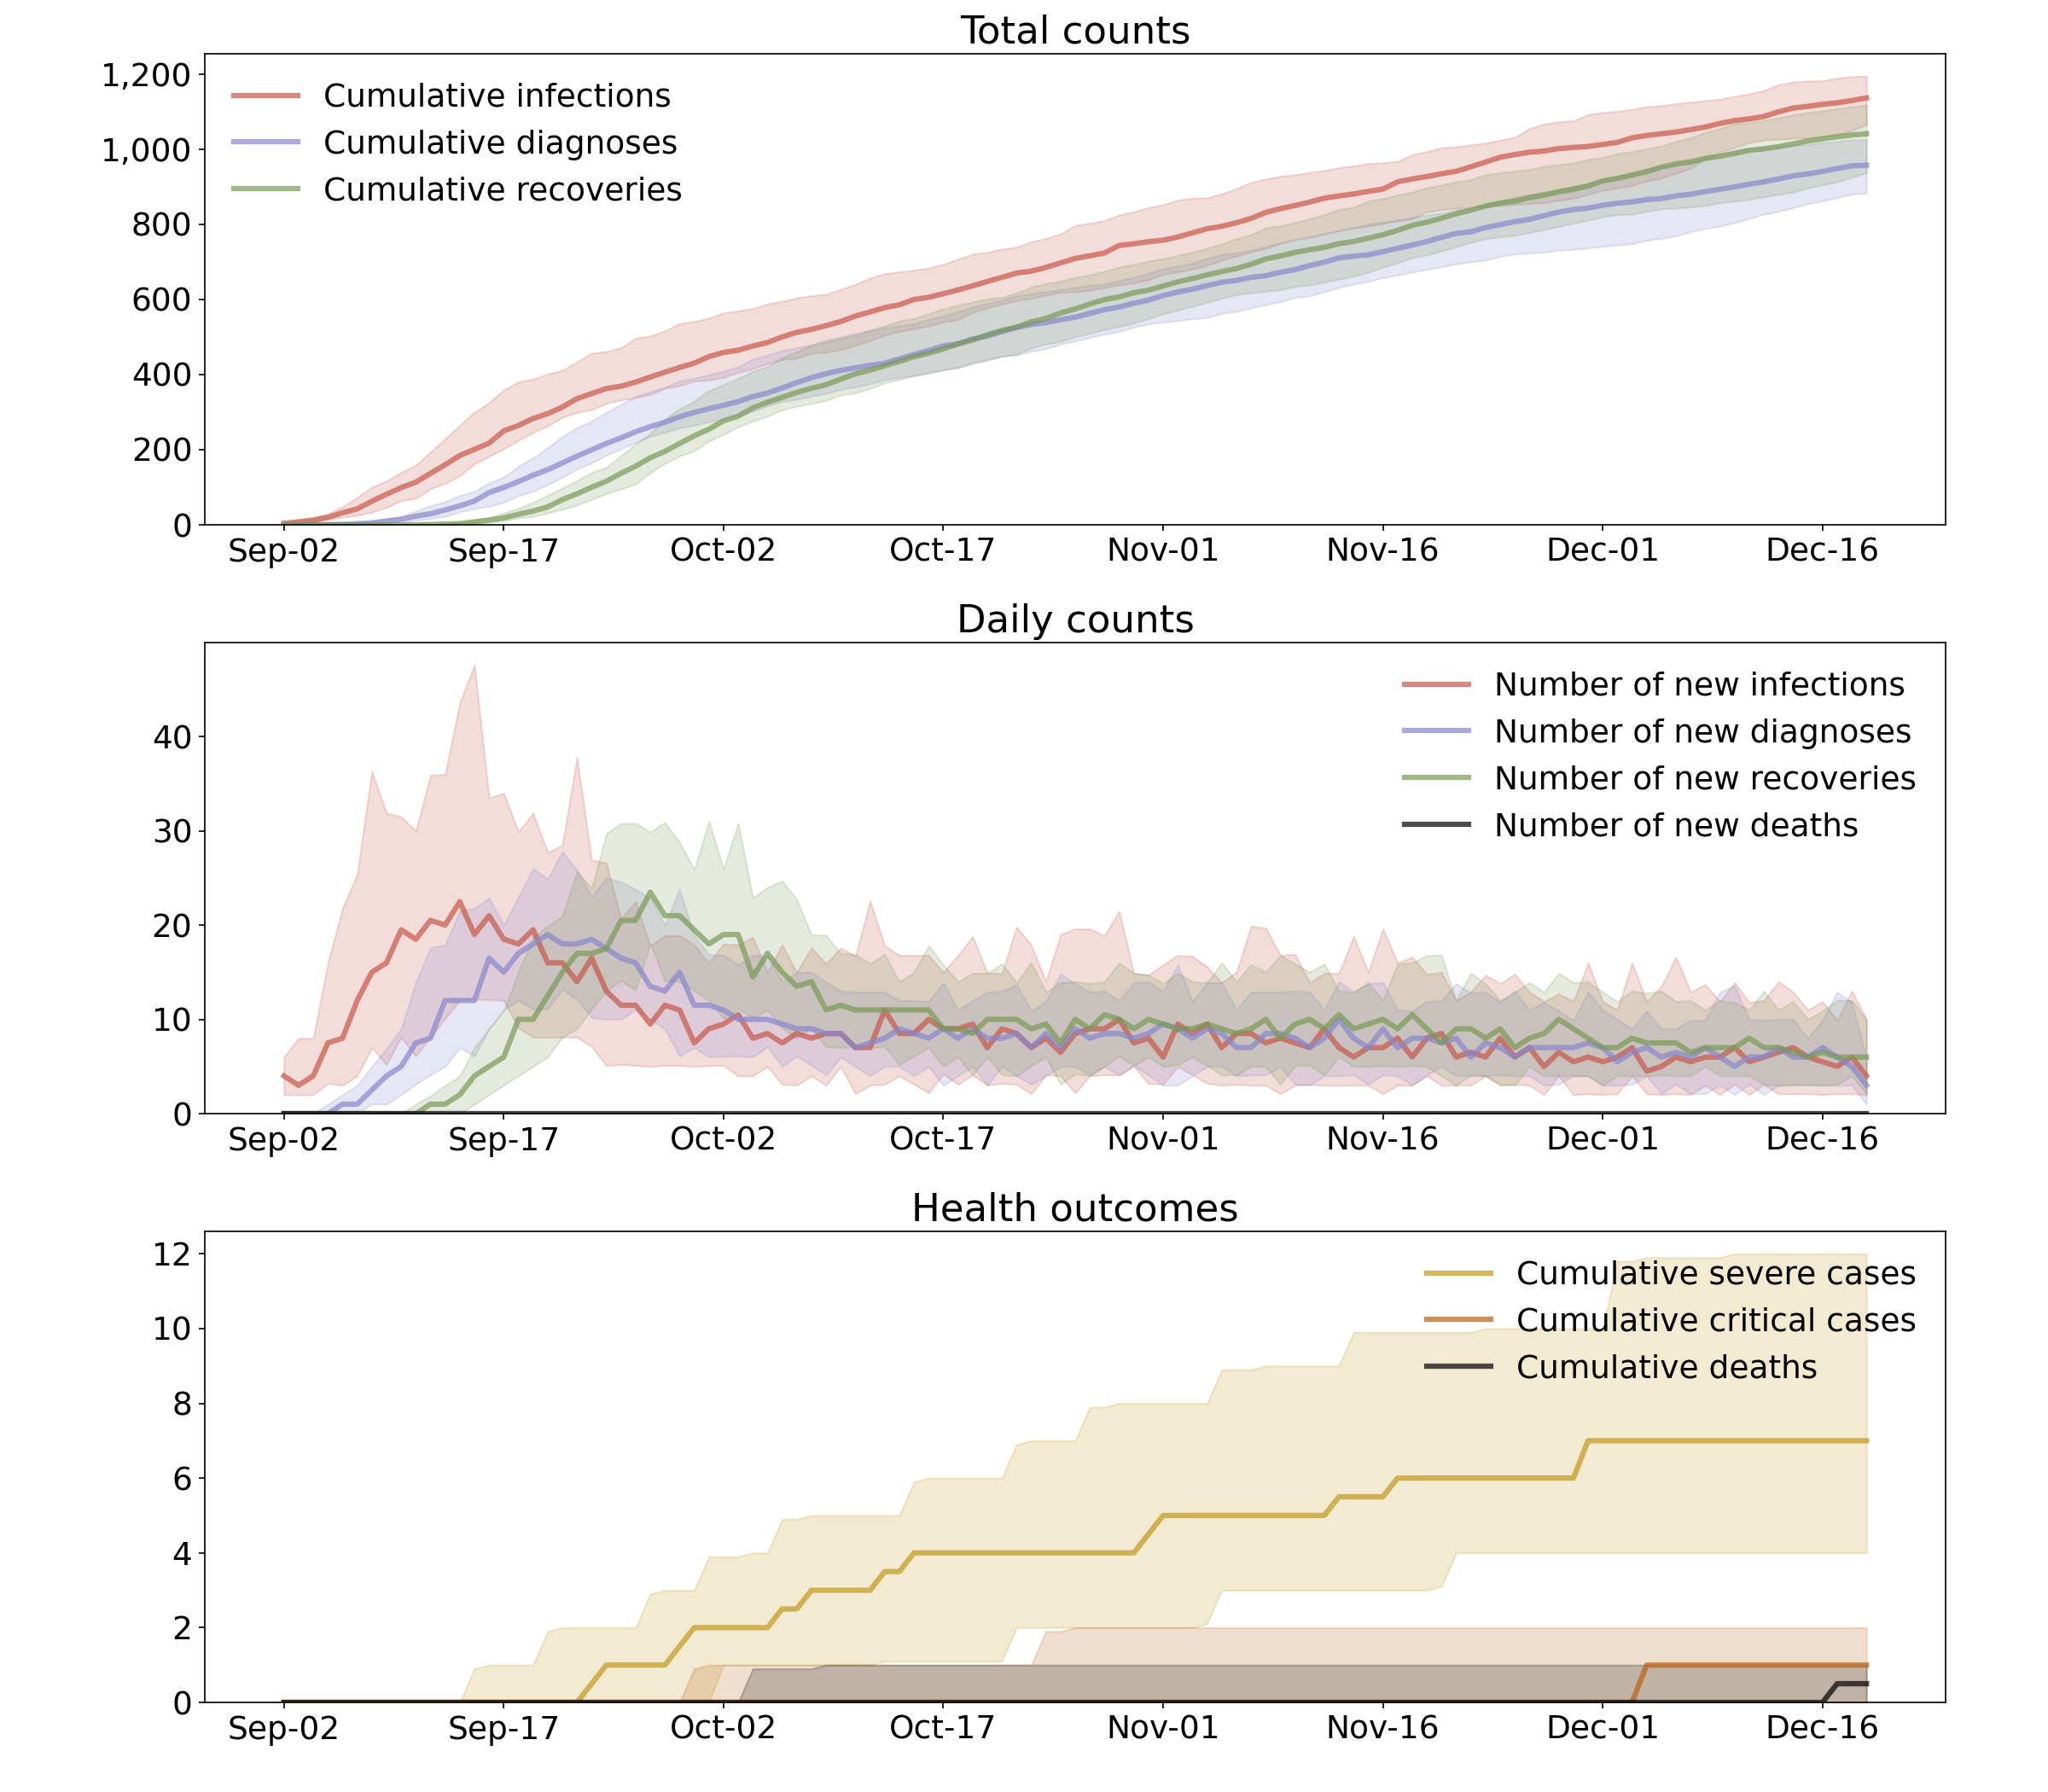 Total counts
1,200
1,000
800
600
400
200
0
Cumulative infections
Cumulative diagnoses
Cumulative recoveries
Sep-02 Sep-17 Oct-02 Oct-17 Nov-01 Nov-16 Dec-01 Dec-16
Daily counts
40
30
20
10
0
Number of new infections
Number of new diagnoses
Number of new recoveries
Number of new deaths
Sep-02 Sep-17 Oct-02 Oct-17 Nov-01 Nov-16 Dec-01 Dec-16
Health outcomes
12
10
8
6
4
2
0
Cumulative severe cases
Cumulative critical cases
Cumulative deaths
Sep-02 Sep-17 Oct-02 Oct-17 Nov-01 Nov-16 Dec-01 Dec-16